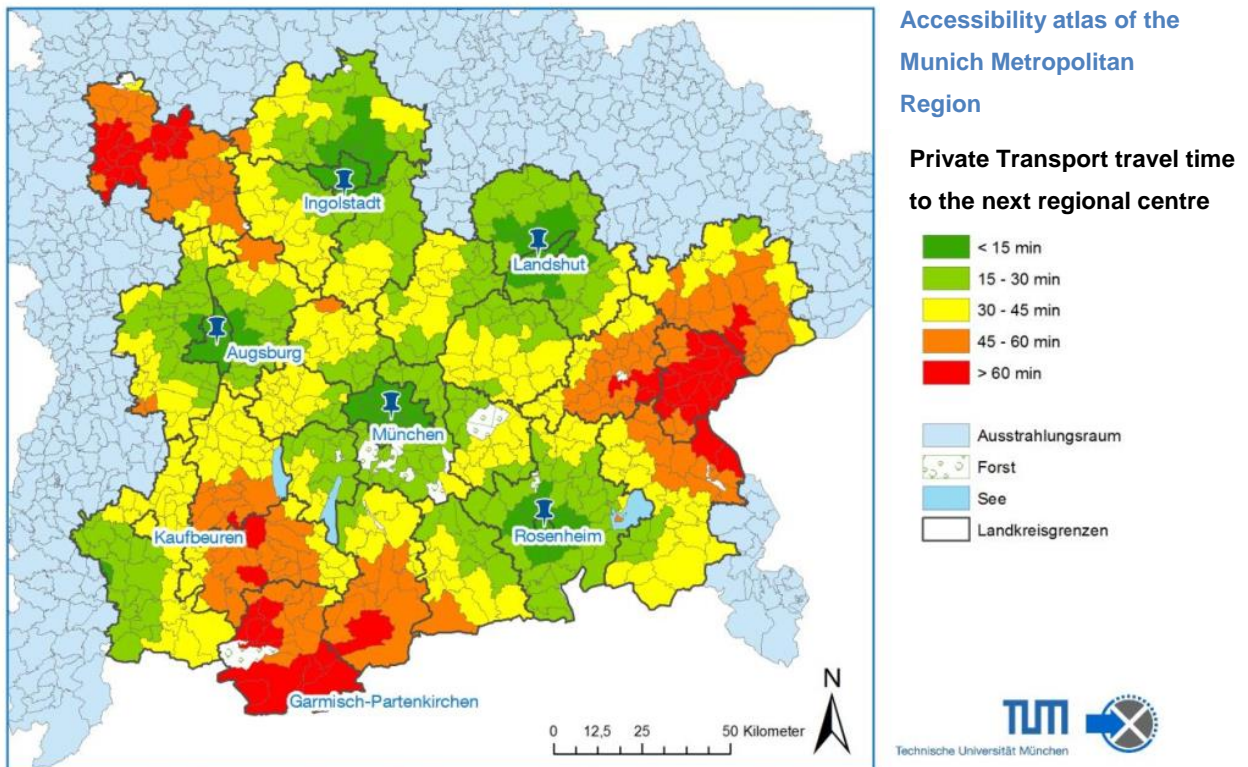 Accessibility atlas of the
Munich Metropolitan
Region
Private Transport travel time
to the next regional centre
< 15 min
15 - 30 min
30 - 45 min
45 - 60 min
> 60 min
Ausstrahlungsraum
Forst
See
Landkreisgrenzen
Ingolstadt
Landshut
Augsburg
München
Kaufbeuren
Rosenheim
Garmisch-Partenkirchen
N
0 12,5 25 50 Kilometer
TUM
Technische Universität München